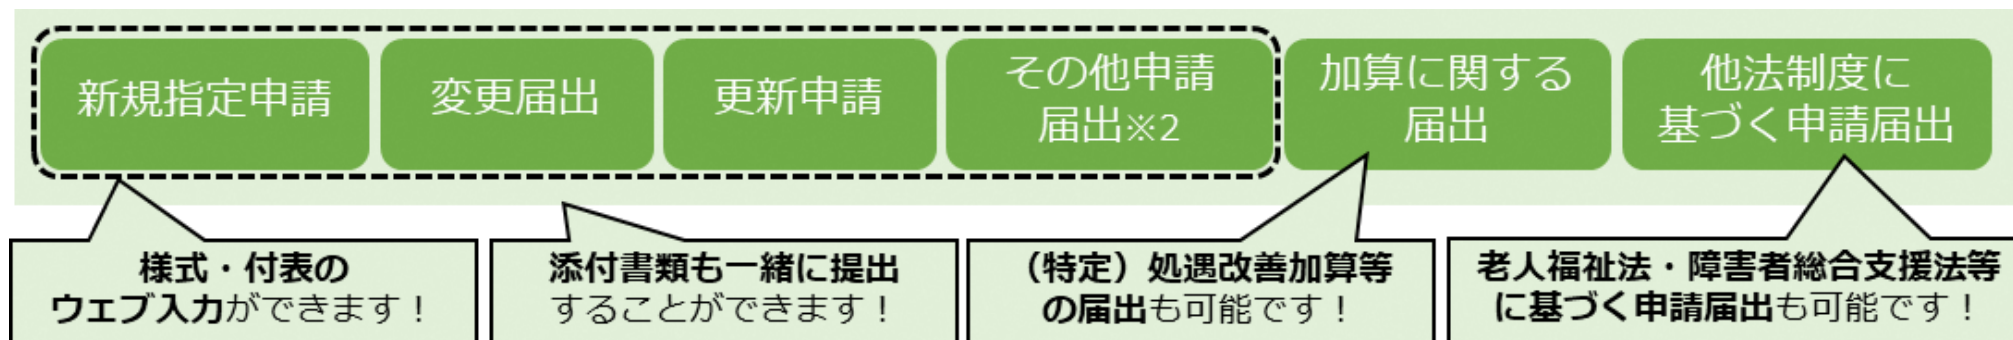 新規指定申請
変更届出
更新申請
その他申請
届出※2
加算に関する
届出
他法制度に
基づく申請届出
様式・付表の
ウェブ入力ができます！
添付書類も一緒に提出
することができます！
（特定）処遇改善加算等
の届出も可能です！
老人福祉法・障害者総合支援法等
に基づく申請届出も可能です！